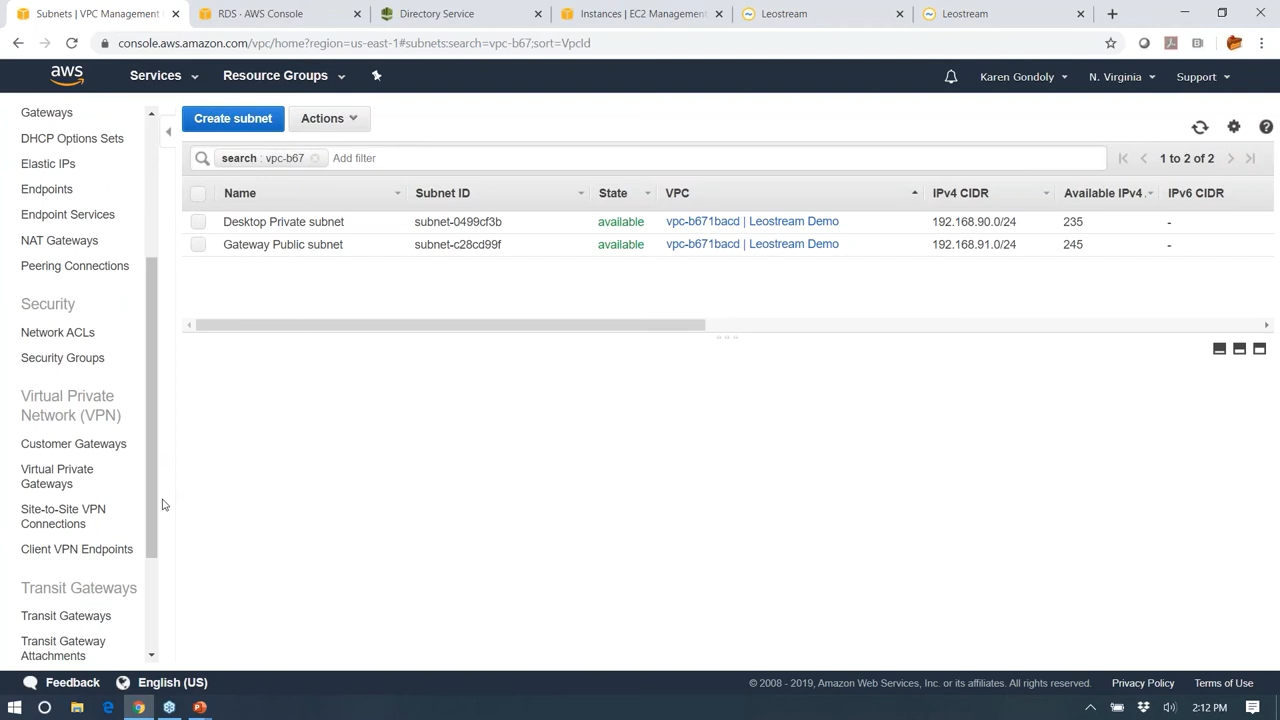 Subnets | VPC Management
RDS · AWS Console
Directory Service
Instances | EC2 Management
Leostream
Leostream
console.aws.amazon.com/vpc/home?region=us-east-1#subnets:search=vpc-b67;sort=VpcId
aws
Services
Resource Groups
Karen Gondoly
N. Virginia
Support
Gateways
DHCP Options Sets
Elastic IPs
Endpoints
Endpoint Services
NAT Gateways
Peering Connections
Security
Network ACLs
Security Groups
Virtual Private
Network (VPN)
Customer Gateways
Virtual Private
Gateways
Site-to-Site VPN
Connections
Client VPN Endpoints
Transit Gateways
Transit Gateways
Transit Gateway
Attachments
Create subnet
Actions
search : vpc-b67
Add filter
1 to 2 of 2
Name Subnet ID State VPC IPv4 CIDR Available IPv4 IPv6 CIDR
Desktop Private subnet subnet-0499cf3b available vpc-b671bacd | Leostream Demo 192.168.90.0/24 235 -
Gateway Public subnet subnet-c28cd99f available vpc-b671bacd | Leostream Demo 192.168.91.0/24 245 -
Feedback
English (US)
© 2008 - 2019, Amazon Web Services, Inc. or its affiliates. All rights reserved.
Privacy Policy
Terms of Use
2:12 PM